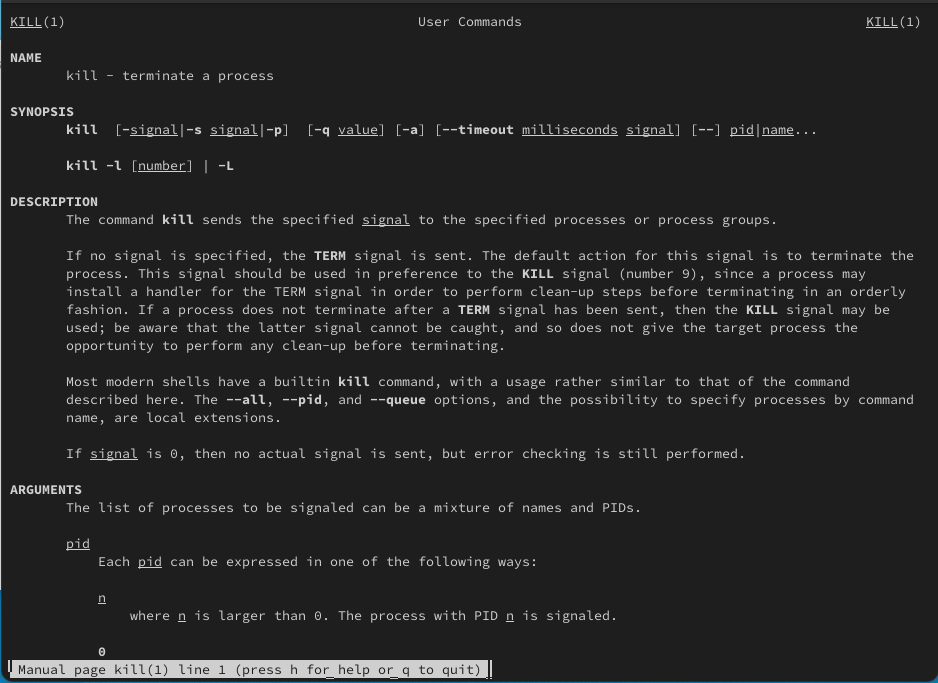 KILL(1) User Commands KILL(1)
NAME
kill - terminate a process
SYNOPSIS
kill [-signal|-s signal|-p] [-q value] [-a] [--timeout milliseconds signal] [--] pid|name...
kill -l [number] | -L
DESCRIPTION
The command kill sends the specified signal to the specified processes or process groups.
If no signal is specified, the TERM signal is sent. The default action for this signal is to terminate the
process. This signal should be used in preference to the KILL signal (number 9), since a process may
install a handler for the TERM signal in order to perform clean-up steps before terminating in an orderly
fashion. If a process does not terminate after a TERM signal has been sent, then the KILL signal may be
used; be aware that the latter signal cannot be caught, and so does not give the target process the
opportunity to perform any clean-up before terminating.
Most modern shells have a builtin kill command, with a usage rather similar to that of the command
described here. The --all, --pid, and --queue options, and the possibility to specify processes by command
name, are local extensions.
If signal is 0, then no actual signal is sent, but error checking is still performed.
ARGUMENTS
The list of processes to be signaled can be a mixture of names and PIDs.
pid
Each pid can be expressed in one of the following ways:
n
where n is larger than 0. The process with PID n is signaled.
0
Manual page kill(1) line 1 (press h for help or q to quit)